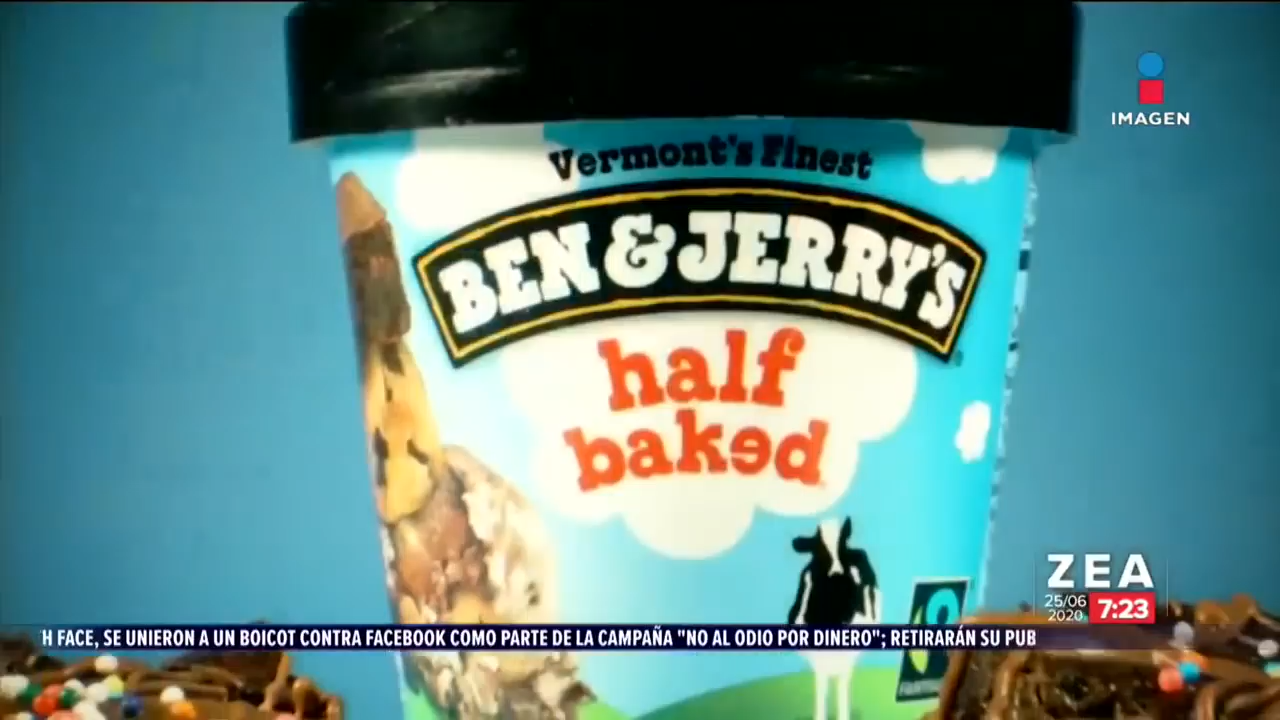 Vermont's Finest
BEN & JERRY'S
half
baked
IMAGEN
ZEA
25/06
2020
7:23
H FACE, SE UNIERON A UN BOICOT CONTRA FACEBOOK COMO PARTE DE LA CAMPAÑA "NO AL ODIO POR DINERO"; RETIRARÁN SU PUB